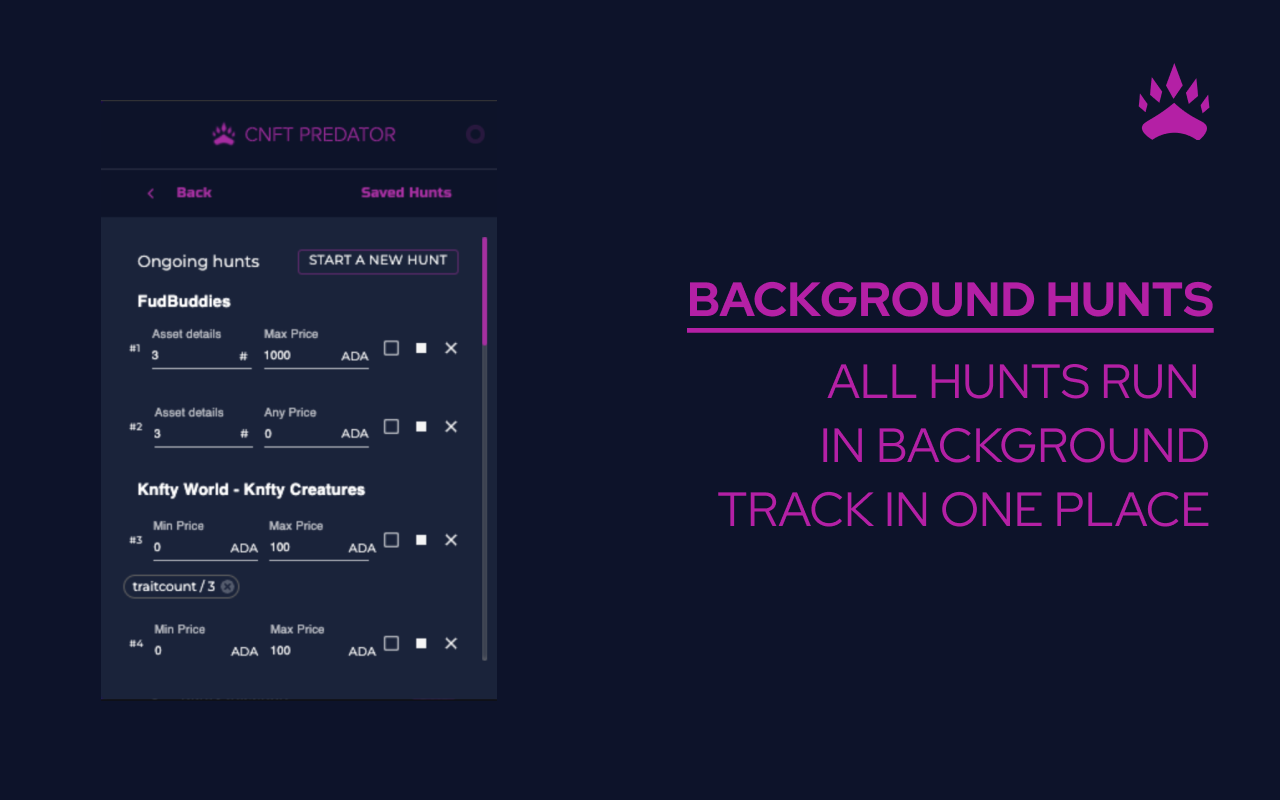 CNFT PREDATOR
Back Saved Hunts
Ongoing hunts START A NEW HUNT
FudBuddies
Asset details Max Price
#1 3 # 1000 ADA
Asset details Any Price
#2 3 # 0 ADA
Knfty World - Knfty Creatures
Min Price Max Price
#3 0 ADA 100 ADA
traitcount / 3
Min Price Max Price
#4 0 ADA 100 ADA
BACKGROUND HUNTS
ALL HUNTS RUN
IN BACKGROUND
TRACK IN ONE PLACE